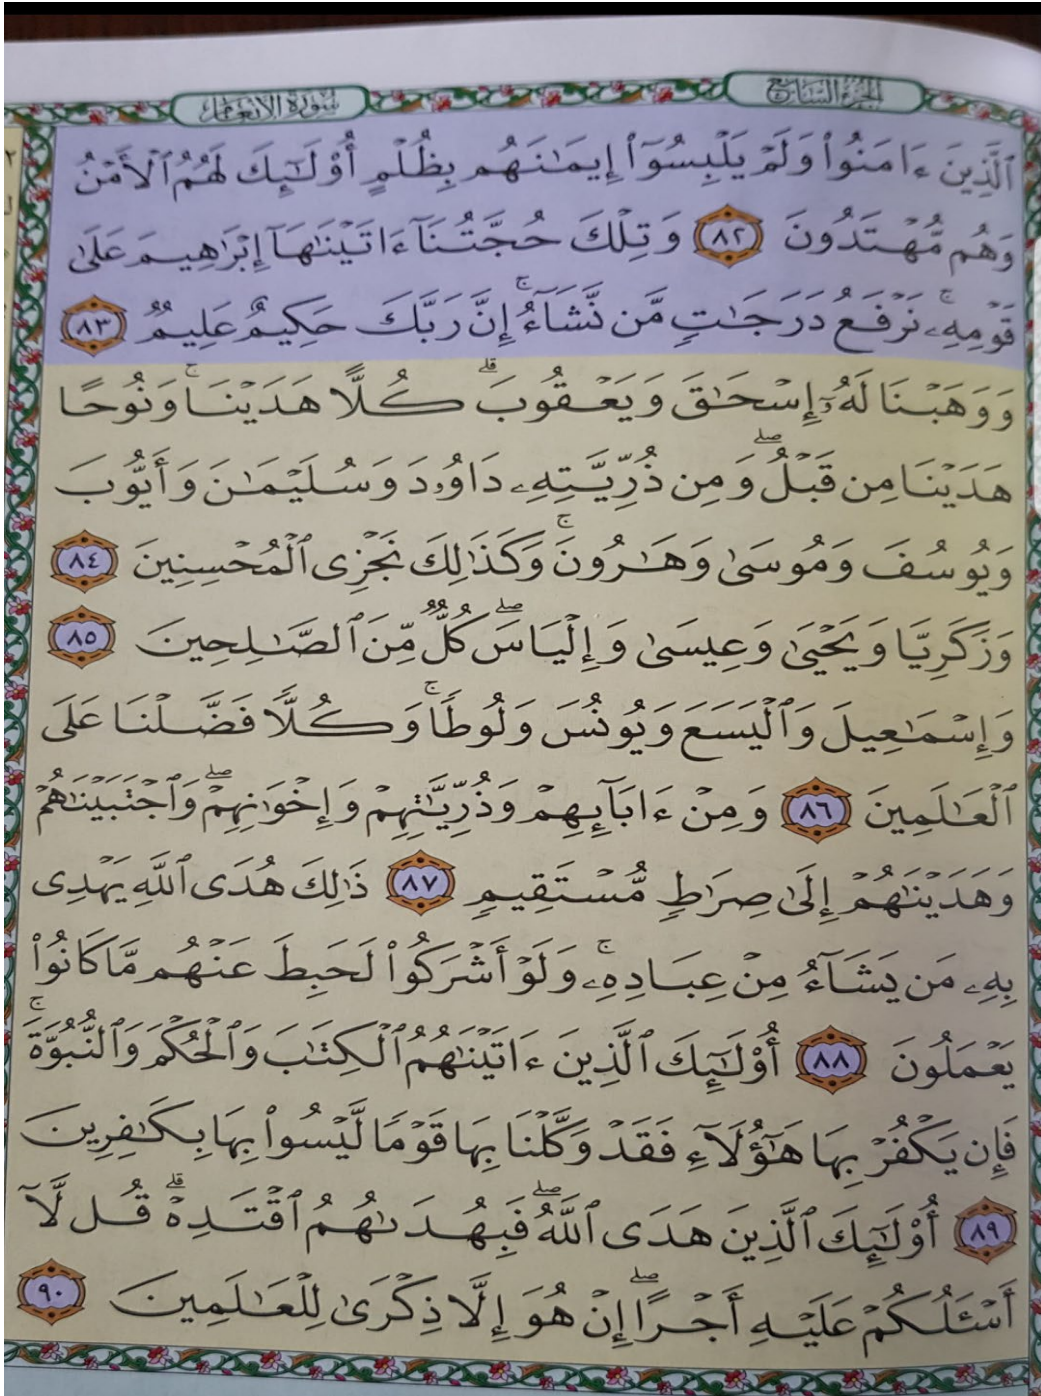 الجزء السابع
سورة الأنعام
ٱلَّذِينَ ءَامَنُواْ وَلَمۡ يَلۡبِسُوٓاْ إِيمَٰنَهُم بِظُلۡمٍ أُوْلَٰٓئِكَ لَهُمُ ٱلۡأَمۡنُ
وَهُم مُّهۡتَدُونَ ٨٢ وَتِلۡكَ حُجَّتُنَآ ءَاتَيۡنَٰهَآ إِبۡرَٰهِيمَ عَلَىٰ
قَوۡمِهِۦۚ نَرۡفَعُ دَرَجَٰتٖ مَّن نَّشَآءُۚ إِنَّ رَبَّكَ حَكِيمٌ عَلِيمٞ ٨٣
وَوَهَبۡنَا لَهُۥٓ إِسۡحَٰقَ وَيَعۡقُوبَۗ كُلًّا هَدَيۡنَاۚ وَنُوحًا
هَدَيۡنَا مِن قَبۡلُۖ وَمِن ذُرِّيَّتِهِۦ دَاوُۥدَ وَسُلَيۡمَٰنَ وَأَيُّوبَ
وَيُوسُفَ وَمُوسَىٰ وَهَٰرُونَۚ وَكَذَٰلِكَ نَجۡزِي ٱلۡمُحۡسِنِينَ ٨٤
وَزَكَرِيَّا وَيَحۡيَىٰ وَعِيسَىٰ وَإِلۡيَاسَۖ كُلّٞ مِّنَ ٱلصَّٰلِحِينَ ٨٥
وَإِسۡمَٰعِيلَ وَٱلۡيَسَعَ وَيُونُسَ وَلُوطٗاۚ وَكُلّٗا فَضَّلۡنَا عَلَى
ٱلۡعَٰلَمِينَ ٨٦ وَمِنۡ ءَابَآئِهِمۡ وَذُرِّيَّٰتِهِمۡ وَإِخۡوَٰنِهِمۡۖ وَٱجۡتَبَيۡنَٰهُمۡ
وَهَدَيۡنَٰهُمۡ إِلَىٰ صِرَٰطٖ مُّسۡتَقِيمٖ ٨٧ ذَٰلِكَ هُدَى ٱللَّهِ يَهۡدِي
بِهِۦ مَن يَشَآءُ مِنۡ عِبَادِهِۦۚ وَلَوۡ أَشۡرَكُواْ لَحَبِطَ عَنۡهُم مَّا كَانُواْ
يَعۡمَلُونَ ٨٨ أُوْلَٰٓئِكَ ٱلَّذِينَ ءَاتَيۡنَٰهُمُ ٱلۡكِتَٰبَ وَٱلۡحُكۡمَ وَٱلنُّبُوَّةَۚ
فَإِن يَكۡفُرۡ بِهَا هَٰٓؤُلَآءِ فَقَدۡ وَكَّلۡنَا بِهَا قَوۡمٗا لَّيۡسُواْ بِهَا بِكَٰفِرِينَ
٨٩ أُوْلَٰٓئِكَ ٱلَّذِينَ هَدَى ٱللَّهُۖ فَبِهُدَىٰهُمُ ٱقۡتَدِهۡۗ قُل لَّآ
أَسۡـَٔلُكُمۡ عَلَيۡهِ أَجۡرًاۖ إِنۡ هُوَ إِلَّا ذِكۡرَىٰ لِلۡعَٰلَمِينَ ٩٠